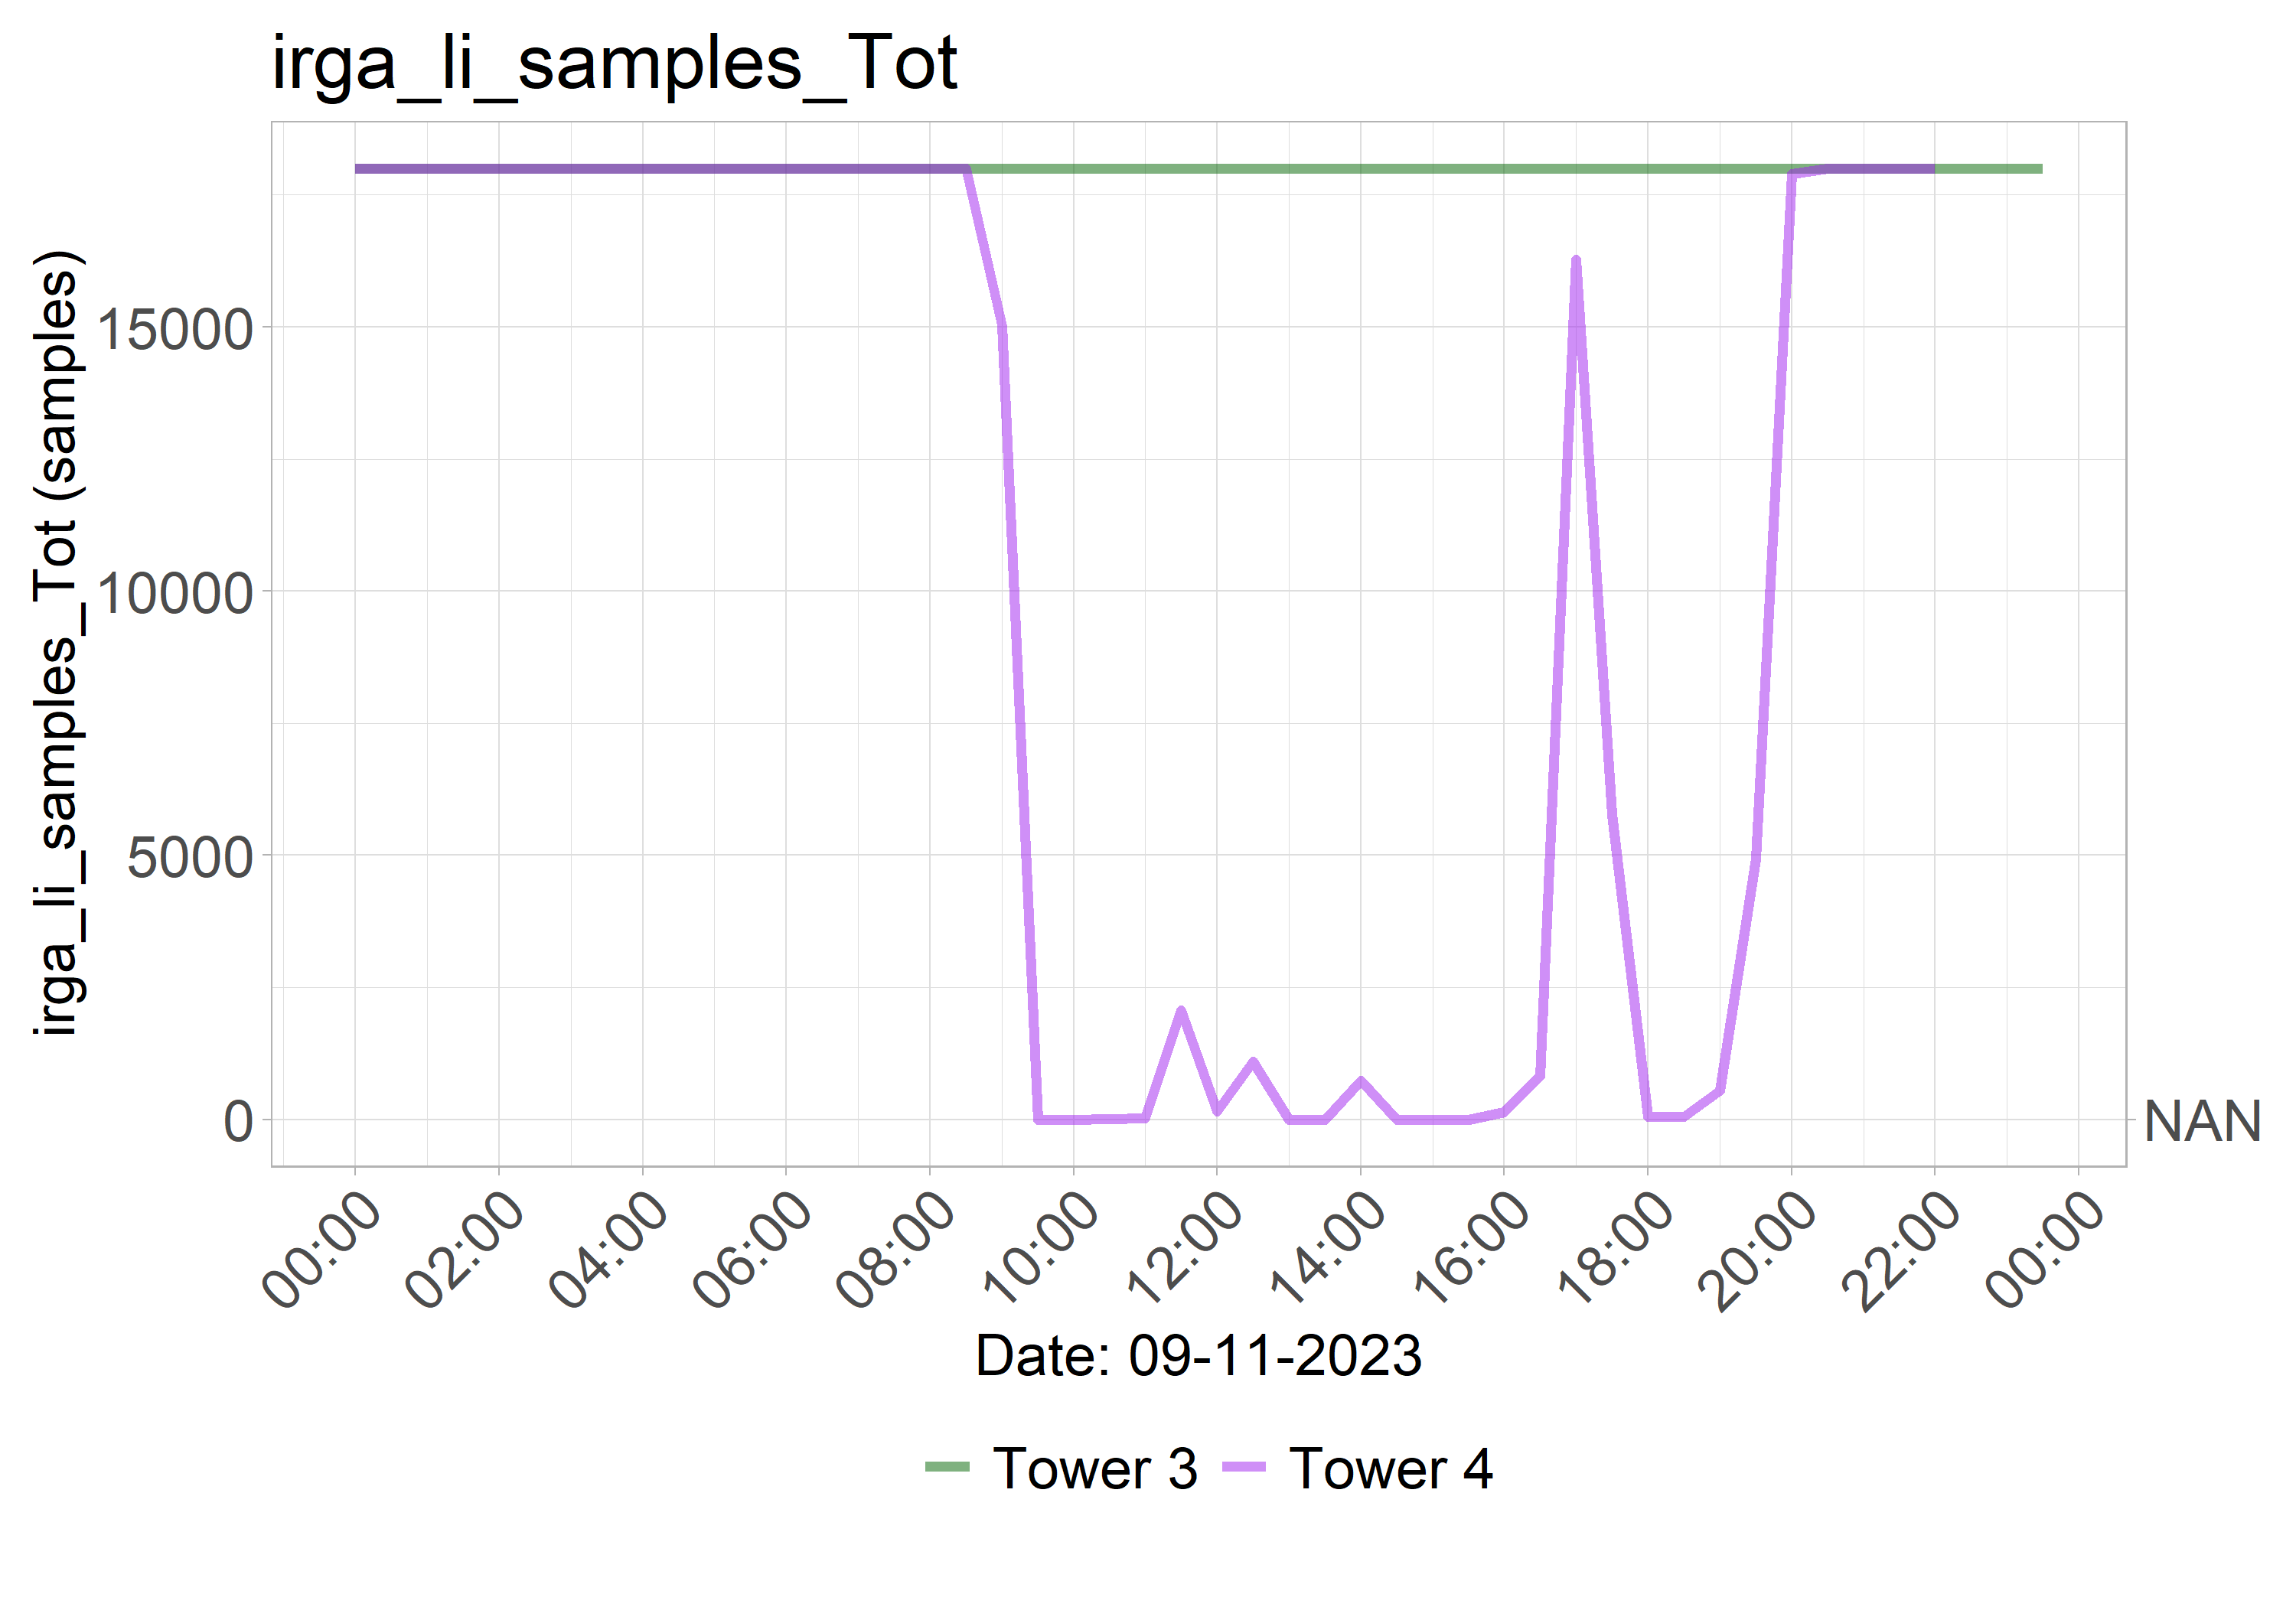 irga_li_samples_Tot
irga_li_samples_Tot (samples)
15000
10000
5000
0
NAN
00:00
02:00
04:00
06:00
08:00
10:00
12:00
14:00
16:00
18:00
20:00
22:00
00:00
Date: 09-11-2023
Tower 3
Tower 4